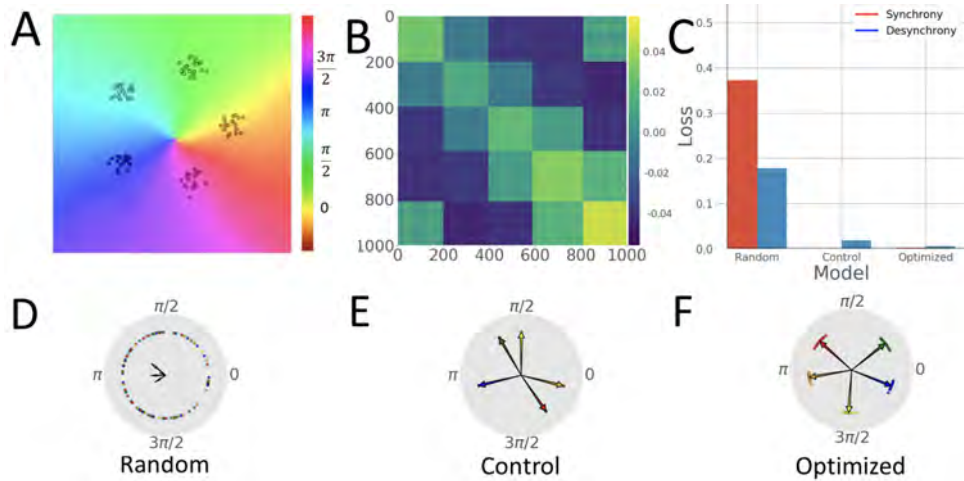 A
3π/2
π
π/2
0
B
0
200
400
600
800
1000
0 200 400 600 800 1000
0.04
0.02
0.00
-0.02
-0.04
C
Synchrony
Desynchrony
0.5
0.4
0.3
0.2
0.1
0.0
Loss
Random Control Optimized
Model
D
π/2
π
0
3π/2
Random
E
π/2
π
0
3π/2
Control
F
π/2
π
0
3π/2
Optimized